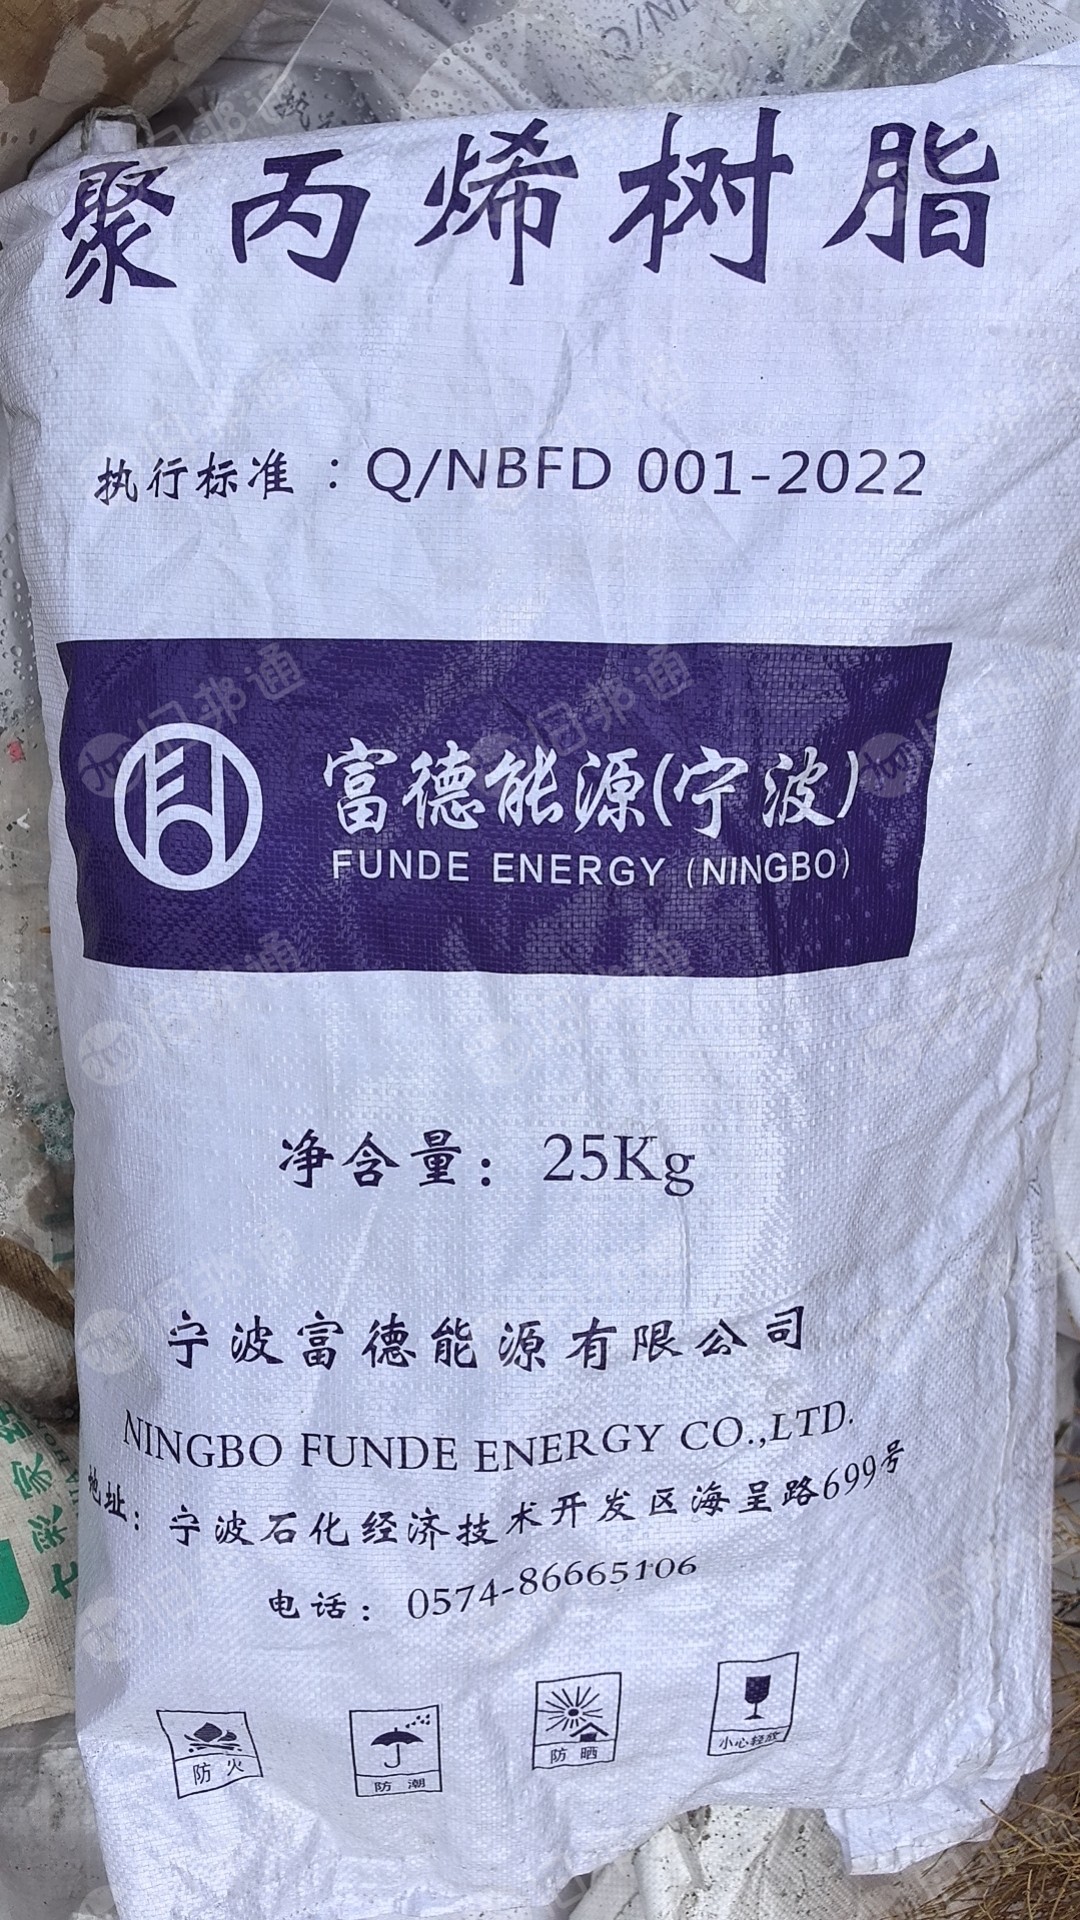 聚丙烯树脂
执行标准：Q/NBFD 001-2022
富德能源(宁波)
FUNDE ENERGY (NINGBO)
净含量：25Kg
宁波富德能源有限公司
NINGBO FUNDE ENERGY CO.,LTD.
地址：宁波石化经济技术开发区海呈路699号
电话：0574-86665106
防火 防潮 防晒 小心轻放
旧邦通